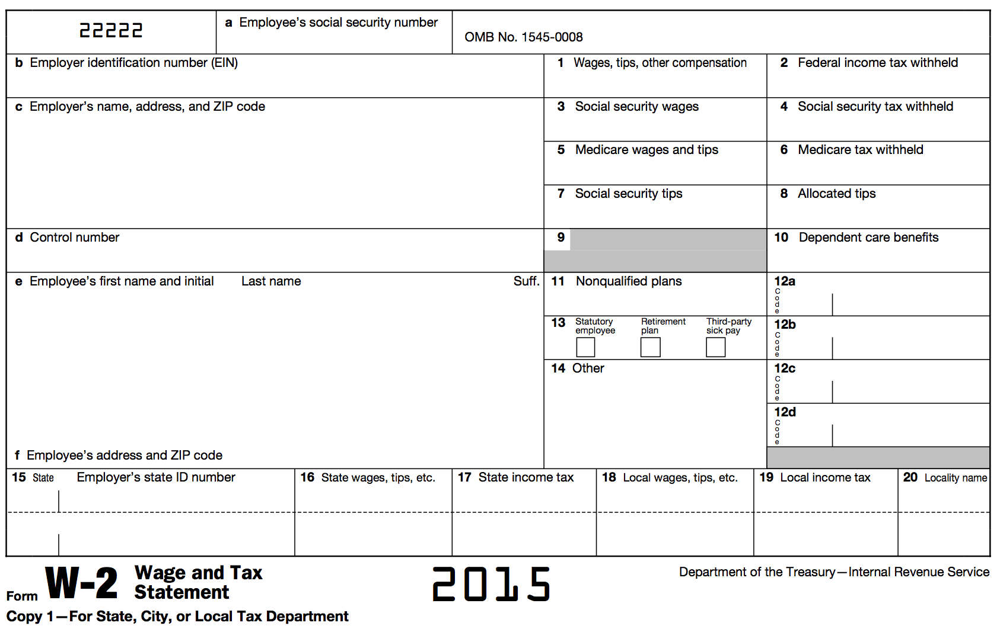 22222
a Employee's social security number
OMB No. 1545-0008
b Employer identification number (EIN)
1 Wages, tips, other compensation
2 Federal income tax withheld
c Employer's name, address, and ZIP code
3 Social security wages
4 Social security tax withheld
5 Medicare wages and tips
6 Medicare tax withheld
7 Social security tips
8 Allocated tips
d Control number
9
10 Dependent care benefits
e Employee's first name and initial
Last name
Suff.
11 Nonqualified plans
12a
Code
13
Statutory
employee
Retirement
plan
Third-party
sick pay
12b
Code
14 Other
12c
Code
12d
Code
f Employee's address and ZIP code
15 State
Employer's state ID number
16 State wages, tips, etc.
17 State income tax
18 Local wages, tips, etc.
19 Local income tax
20 Locality name
Form W-2
Wage and Tax
Statement
2015
Department of the Treasury—Internal Revenue Service
Copy 1—For State, City, or Local Tax Department